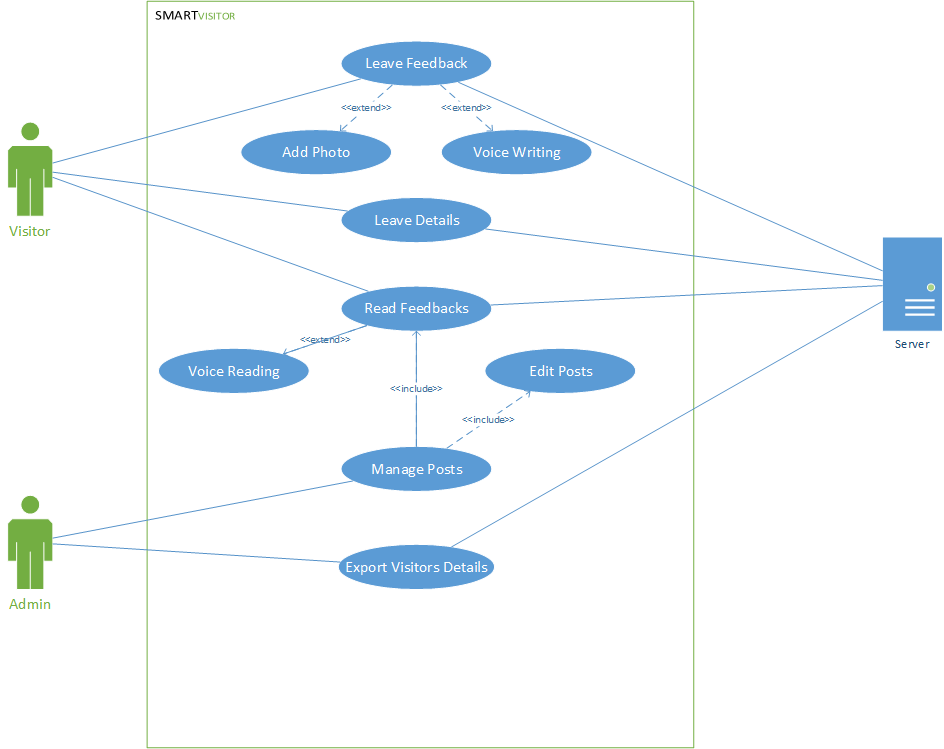 SMARTVISITOR
Leave Feedback
<<extend>>
<<extend>>
Add Photo
Voice Writing
Visitor
Leave Details
Read Feedbacks
<<extend>>
Server
Voice Reading
Edit Posts
<<include>>
<<include>>
Manage Posts
Export Visitors Details
Admin